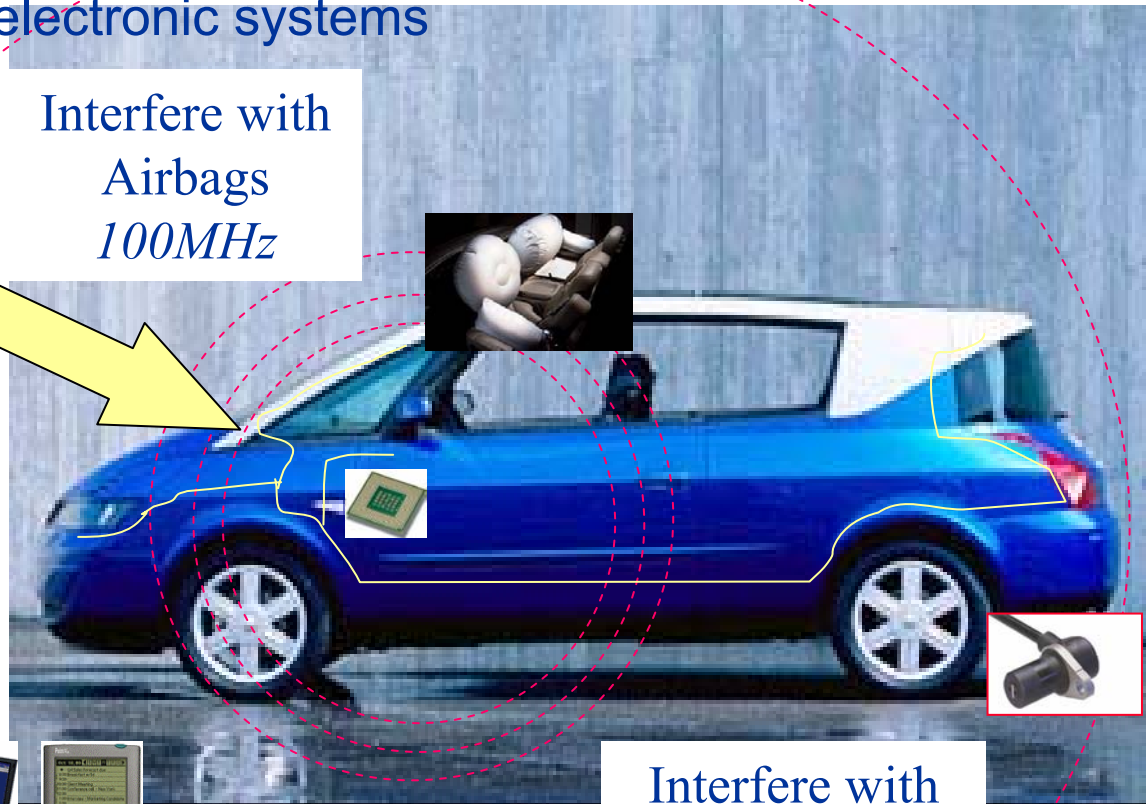 electronic systems
Interfere with
Airbags
100MHz
Interfere with